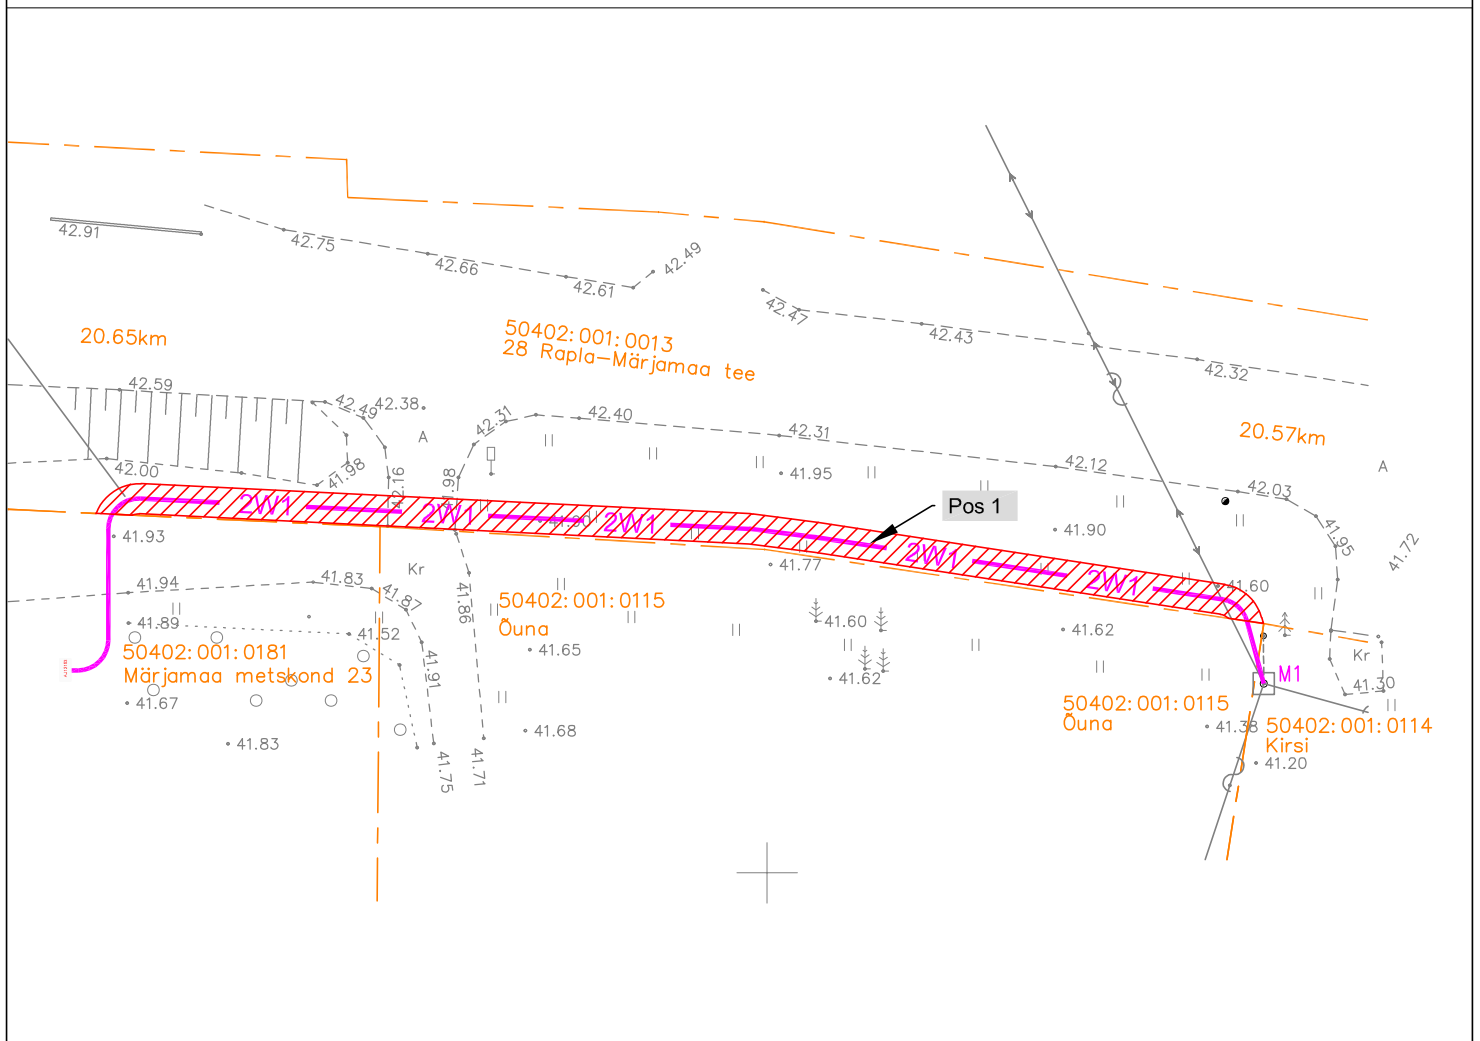 42.91
42.75
42.66
42.61
42.49
42.47
42.43
42.32
20.65km
50402:001:0013
28 Rapla-Märjamaa tee
42.59
42.49
42.38
A
42.31
42.40
42.31
42.12
20.57km
A
42.00
41.98
42.16
41.98
41.95
42.03
41.95
41.72
2W1
2W1
2W1
2W1
2W1
Pos 1
41.90
41.93
41.77
41.60
41.94
41.83
41.87
Kr
41.86
50402:001:0115
Õuna
41.89
41.52
41.60
41.62
50402:001:0181
Märjamaa metskond 23
41.91
41.65
41.62
Kr
41.30
M1
41.67
41.83
41.75
41.71
41.68
50402:001:0115
Õuna
41.38
50402:001:0114
Kirsi
41.20